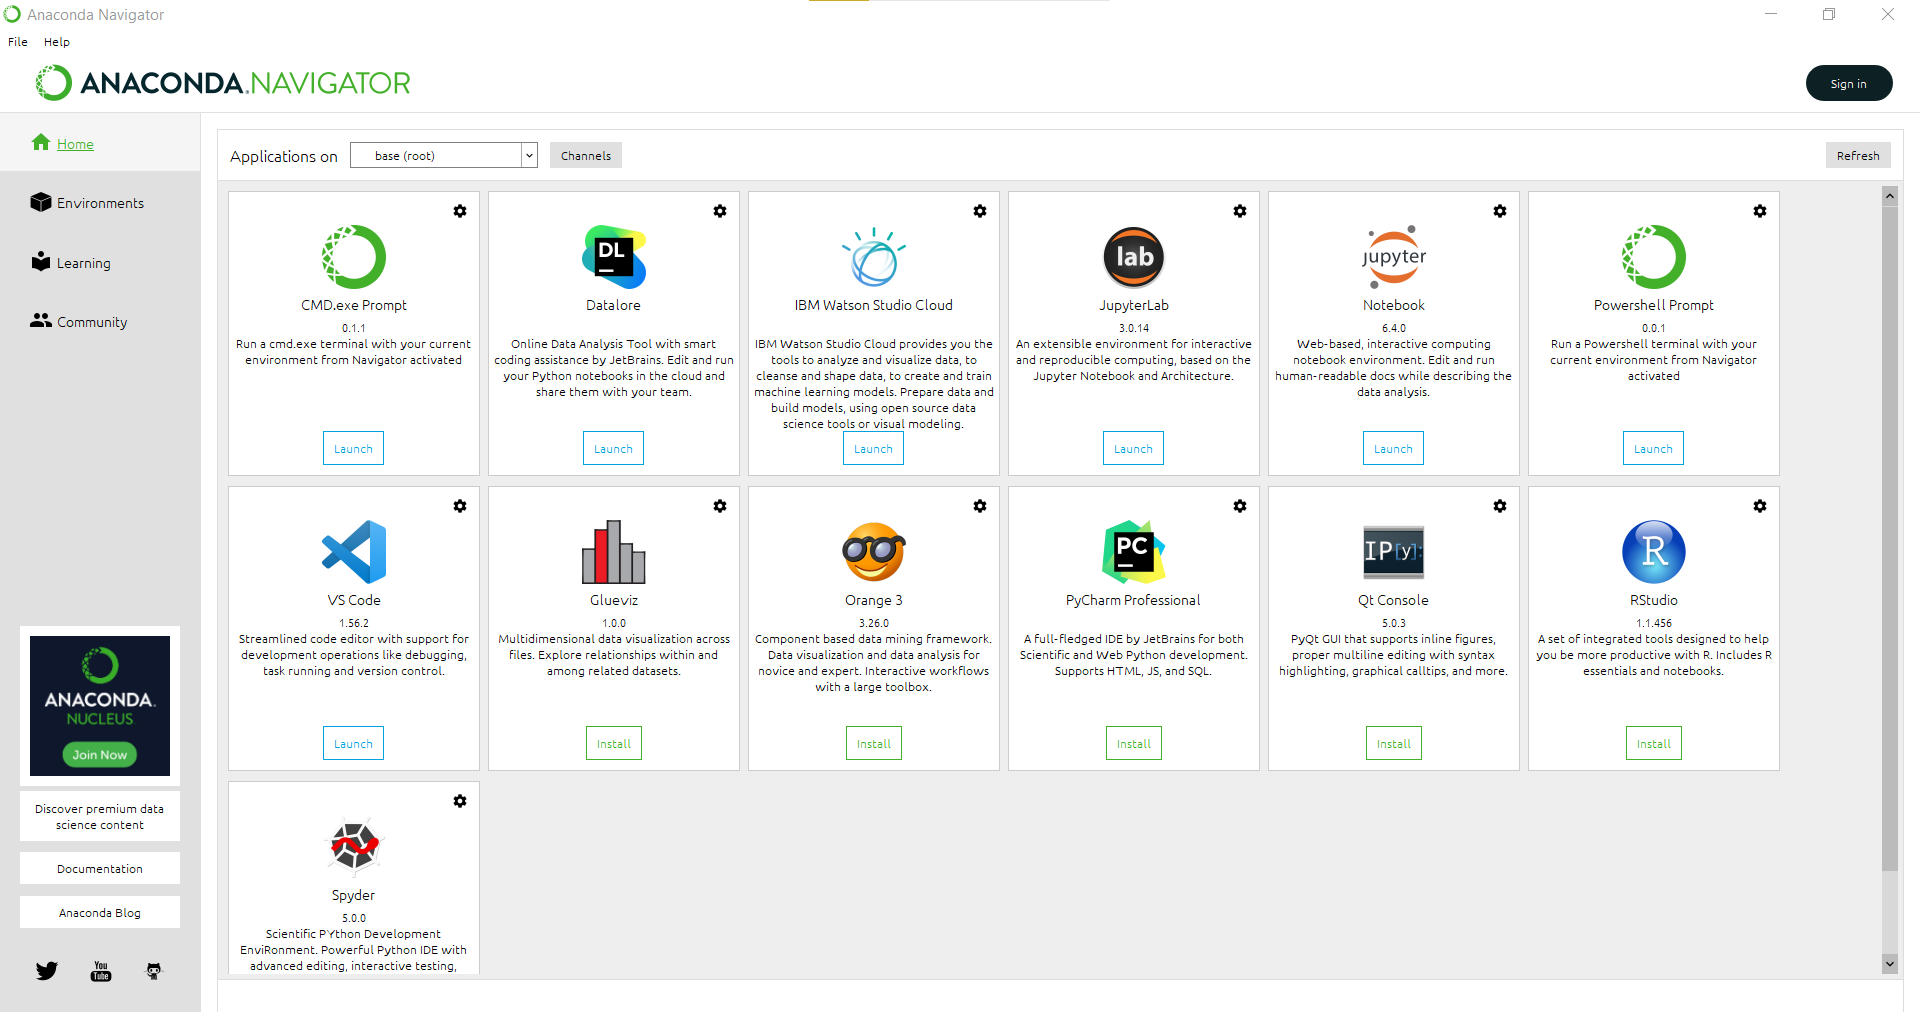 Anaconda Navigator
File Help
ANACONDA.NAVIGATOR
Sign in
Home
Environments
Learning
Community
ANACONDA.
NUCLEUS
Join Now
Discover premium data
science content
Documentation
Anaconda Blog
You
Tube
Applications on base (root) Channels Refresh
CMD.exe Prompt
0.1.1
Run a cmd.exe terminal with your current
environment from Navigator activated
Launch
DL
Datalore
Online Data Analysis Tool with smart
coding assistance by JetBrains. Edit and run
your Python notebooks in the cloud and
share them with your team.
Launch
IBM Watson Studio Cloud
IBM Watson Studio Cloud provides you the
tools to analyze and visualize data, to
cleanse and shape data, to create and train
machine learning models. Prepare data and
build models, using open source data
science tools or visual modeling.
Launch
lab
JupyterLab
3.0.14
An extensible environment for interactive
and reproducible computing, based on the
Jupyter Notebook and Architecture.
Launch
jupyter
Notebook
6.4.0
Web-based, interactive computing
notebook environment. Edit and run
human-readable docs while describing the
data analysis.
Launch
Powershell Prompt
0.0.1
Run a Powershell terminal with your
current environment from Navigator
activated
Launch
VS Code
1.56.2
Streamlined code editor with support for
development operations like debugging,
task running and version control.
Launch
Glueviz
1.0.0
Multidimensional data visualization across
files. Explore relationships within and
among related datasets.
Install
Orange 3
3.26.0
Component based data mining framework.
Data visualization and data analysis for
novice and expert. Interactive workflows
with a large toolbox.
Install
PC
PyCharm Professional
A full-fledged IDE by JetBrains for both
Scientific and Web Python development.
Supports HTML, JS, and SQL.
Install
IP[y]:
Qt Console
5.0.3
PyQt GUI that supports inline figures,
proper multiline editing with syntax
highlighting, graphical calltips, and more.
Install
R
RStudio
1.1.456
A set of integrated tools designed to help
you be more productive with R. Includes R
essentials and notebooks.
Install
Spyder
5.0.0
Scientific PYthon Development
EnviRonment. Powerful Python IDE with
advanced editing, interactive testing,